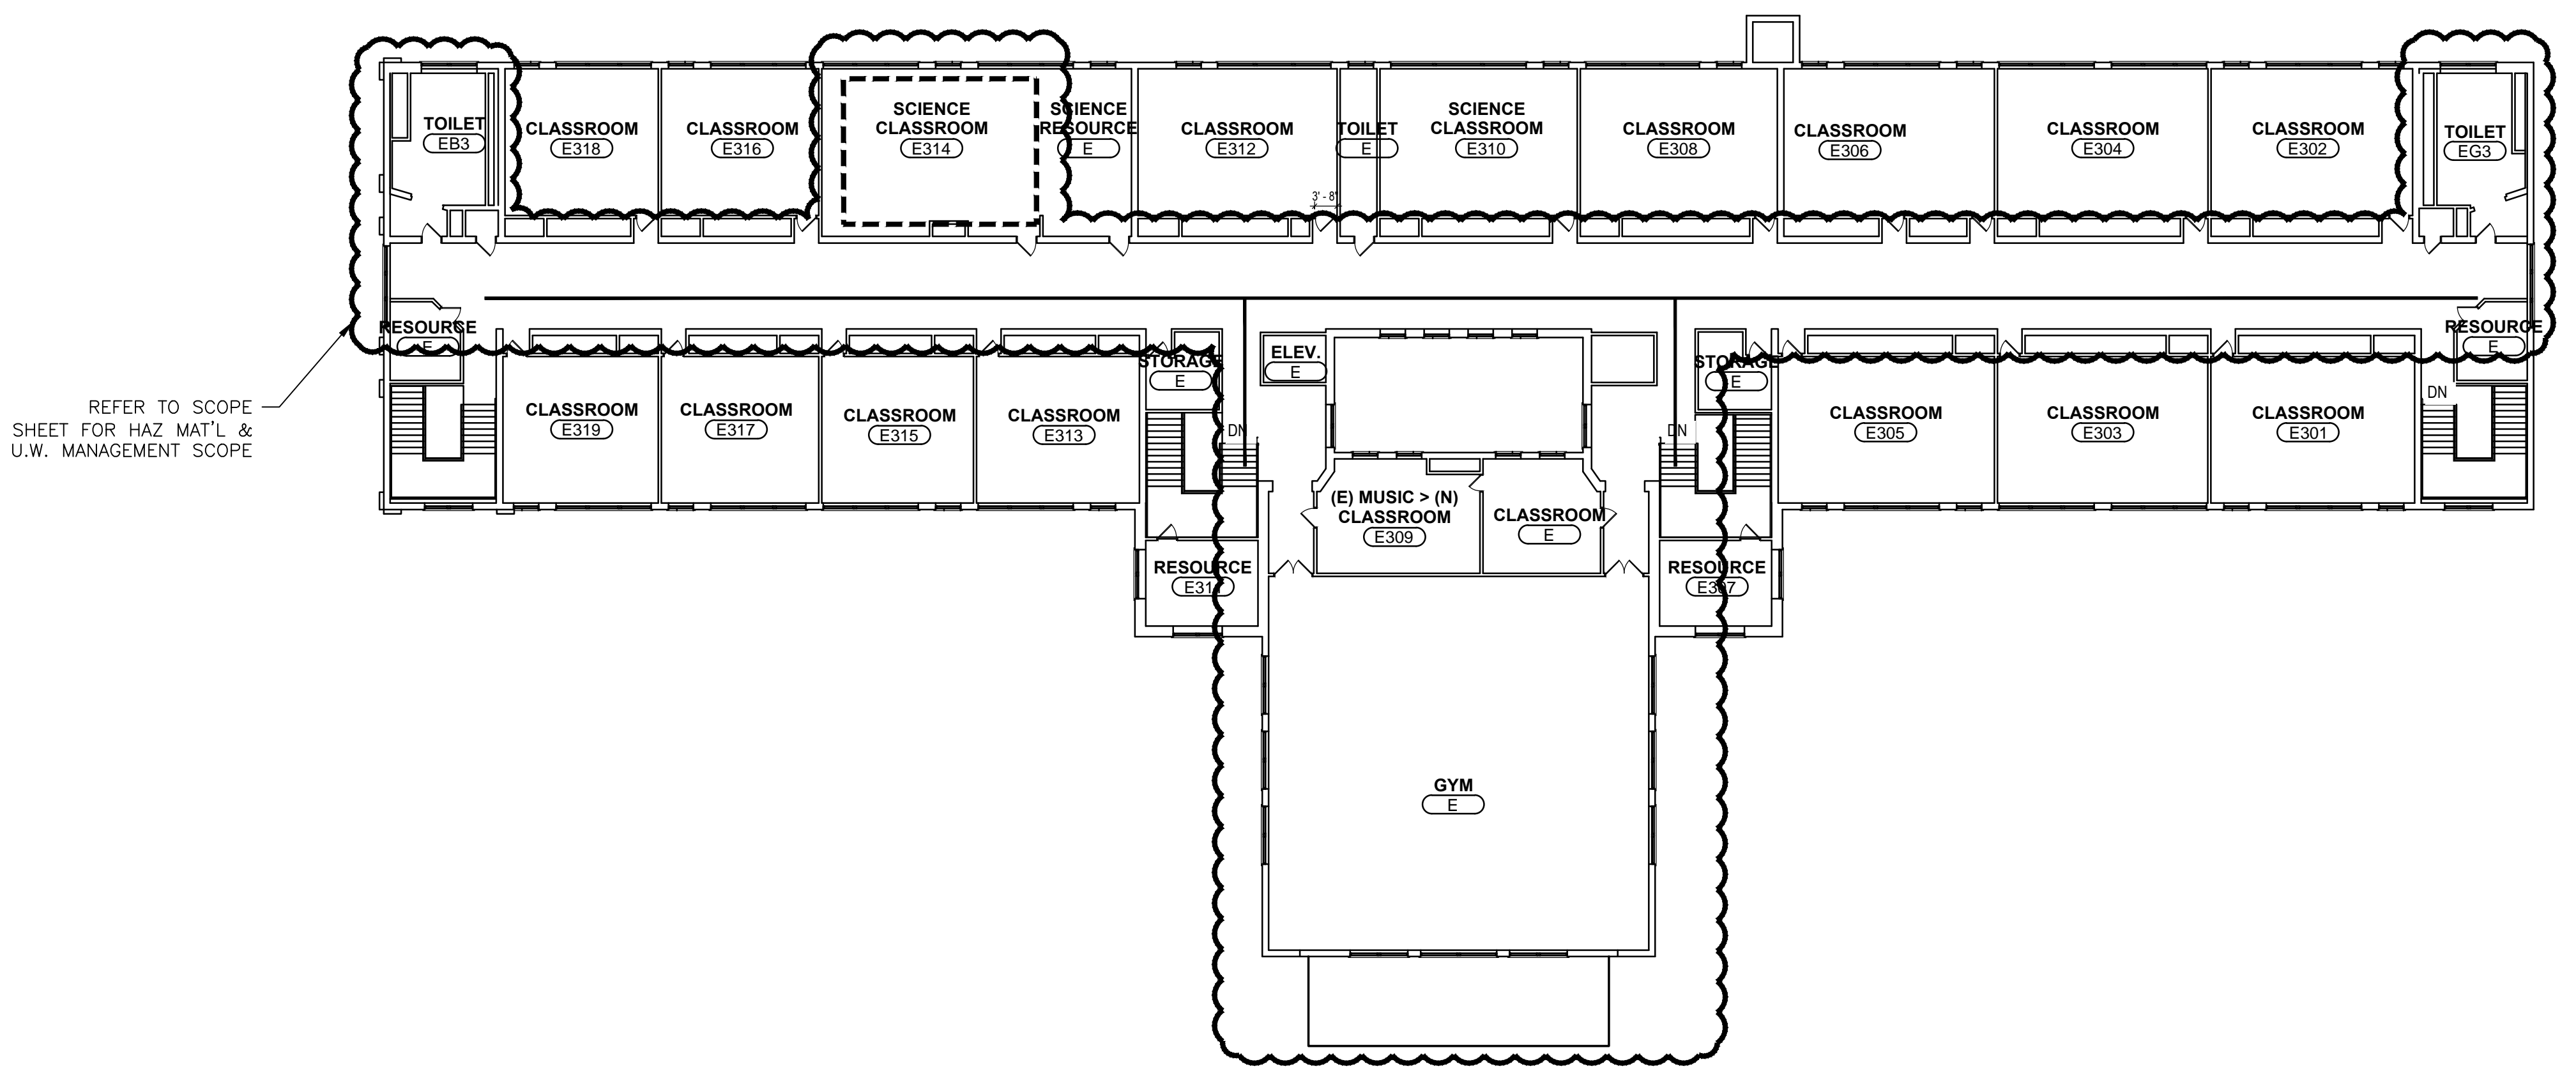 TOILET
EB3
CLASSROOM
E318
CLASSROOM
E316
SCIENCE
CLASSROOM
E314
SCIENCE
RESOURCE
E
CLASSROOM
E312
TOILET
E
3' - 8"
SCIENCE
CLASSROOM
E310
CLASSROOM
E308
CLASSROOM
E306
CLASSROOM
E304
CLASSROOM
E302
TOILET
EG3
RESOURCE
E
REFER TO SCOPE
SHEET FOR HAZ MAT'L &
U.W. MANAGEMENT SCOPE
CLASSROOM
E319
CLASSROOM
E317
CLASSROOM
E315
CLASSROOM
E313
STORAGE
E
DN
ELEV.
E
STORAGE
E
DN
CLASSROOM
E305
CLASSROOM
E303
CLASSROOM
E301
RESOURCE
E
DN
(E) MUSIC > (N)
CLASSROOM
E309
CLASSROOM
E
RESOURCE
E311
RESOURCE
E307
GYM
E